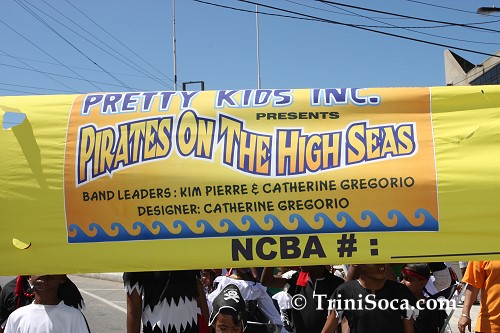 PRETTY KIDS INC.
PRESENTS
PIRATES ON THE HIGH SEAS
BAND LEADERS : KIM PIERRE & CATHERINE GREGORIO
DESIGNER: CATHERINE GREGORIO
NCBA # : ____
© TriniSoca.com